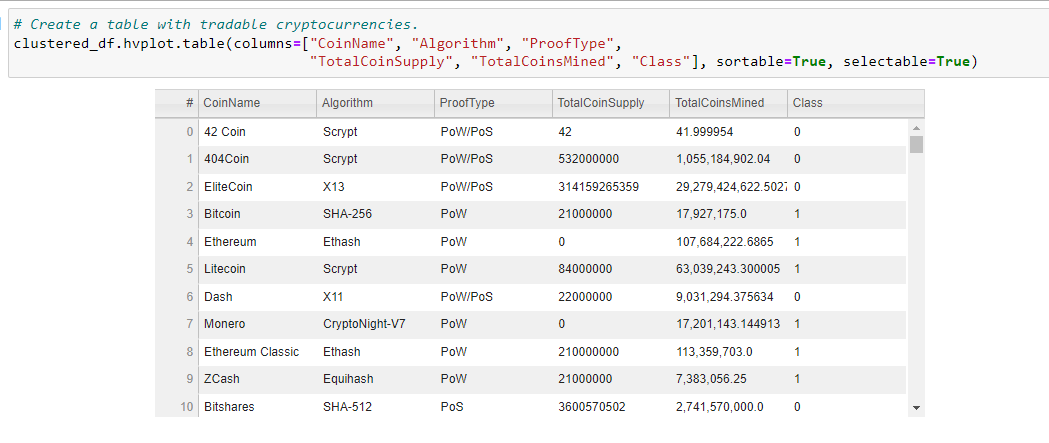 # Create a table with tradable cryptocurrencies.
clustered_df.hvplot.table(columns=["CoinName", "Algorithm", "ProofType",
"TotalCoinSupply", "TotalCoinsMined", "Class"], sortable=True, selectable=True)
# CoinName Algorithm ProofType TotalCoinSupply TotalCoinsMined Class
0 42 Coin Scrypt PoW/PoS 42 41.999954 0
1 404Coin Scrypt PoW/PoS 532000000 1,055,184,902.04 0
2 EliteCoin X13 PoW/PoS 314159265359 29,279,424,622.5027 0
3 Bitcoin SHA-256 PoW 21000000 17,927,175.0 1
4 Ethereum Ethash PoW 0 107,684,222.6865 1
5 Litecoin Scrypt PoW 84000000 63,039,243.300005 1
6 Dash X11 PoW/PoS 22000000 9,031,294.375634 0
7 Monero CryptoNight-V7 PoW 0 17,201,143.144913 1
8 Ethereum Classic Ethash PoW 210000000 113,359,703.0 1
9 ZCash Equihash PoW 21000000 7,383,056.25 1
10 Bitshares SHA-512 PoS 3600570502 2,741,570,000.0 0